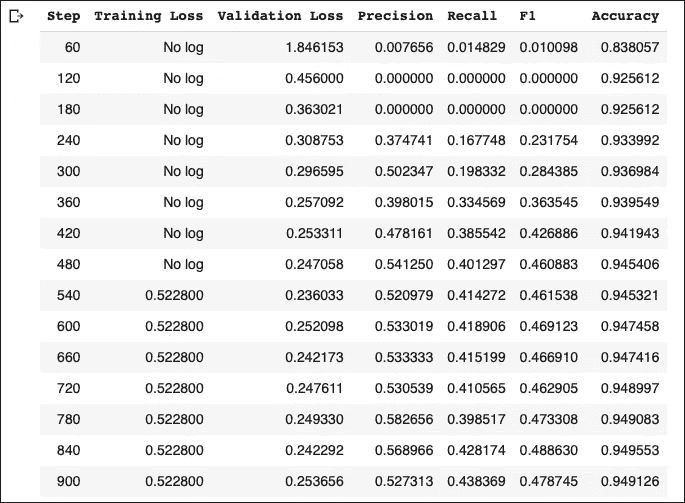 Step Training Loss Validation Loss Precision Recall F1 Accuracy
60 No log 1.846153 0.007656 0.014829 0.010098 0.838057
120 No log 0.456000 0.000000 0.000000 0.000000 0.925612
180 No log 0.363021 0.000000 0.000000 0.000000 0.925612
240 No log 0.308753 0.374741 0.167748 0.231754 0.933992
300 No log 0.296595 0.502347 0.198332 0.284385 0.936984
360 No log 0.257092 0.398015 0.334569 0.363545 0.939549
420 No log 0.253311 0.478161 0.385542 0.426886 0.941943
480 No log 0.247058 0.541250 0.401297 0.460883 0.945406
540 0.522800 0.236033 0.520979 0.414272 0.461538 0.945321
600 0.522800 0.252098 0.533019 0.418906 0.469123 0.947458
660 0.522800 0.242173 0.533333 0.415199 0.466910 0.947416
720 0.522800 0.247611 0.530539 0.410565 0.462905 0.948997
780 0.522800 0.249330 0.582656 0.398517 0.473308 0.949083
840 0.522800 0.242292 0.568966 0.428174 0.488630 0.949553
900 0.522800 0.253656 0.527313 0.438369 0.478745 0.949126